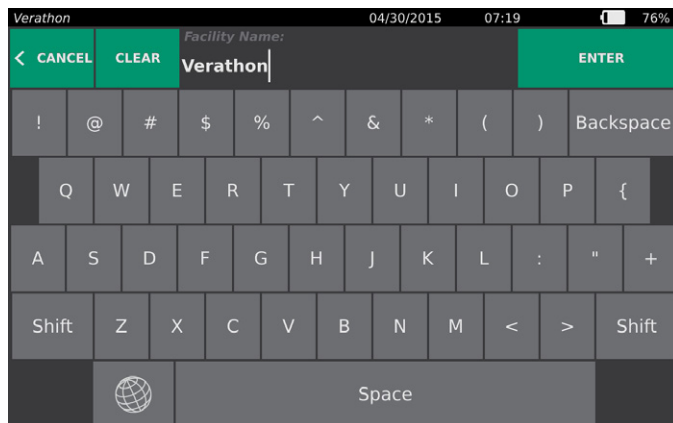 Verathon 04/30/2015 07:19 76%
Facility Name:
< CANCEL CLEAR Verathon ENTER
! @ # $ % ^ & * ( ) Backspace
Q W E R T Y U I O P {
A S D F G H J K L : " +
Shift Z X C V B N M < > Shift
Space